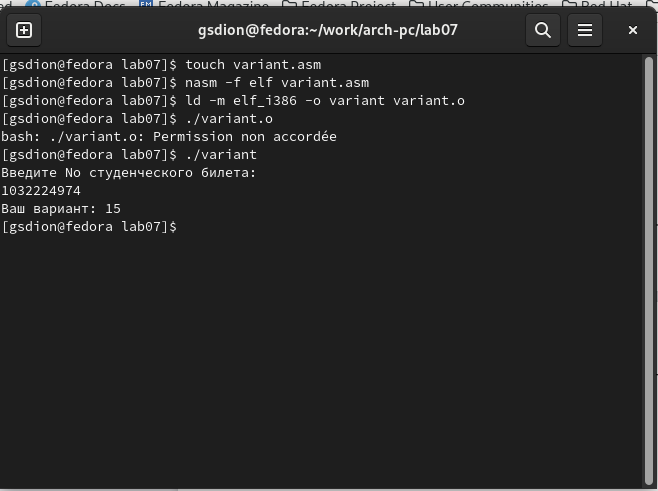 Fedora Docs Fedora Magazine Fedora Project User Communities Red Hat
gsdion@fedora:~/work/arch-pc/lab07
[gsdion@fedora lab07]$ touch variant.asm
[gsdion@fedora lab07]$ nasm -f elf variant.asm
[gsdion@fedora lab07]$ ld -m elf_i386 -o variant variant.o
[gsdion@fedora lab07]$ ./variant.o
bash: ./variant.o: Permission non accordée
[gsdion@fedora lab07]$ ./variant
Введите No студенческого билета:
1032224974
Ваш вариант: 15
[gsdion@fedora lab07]$